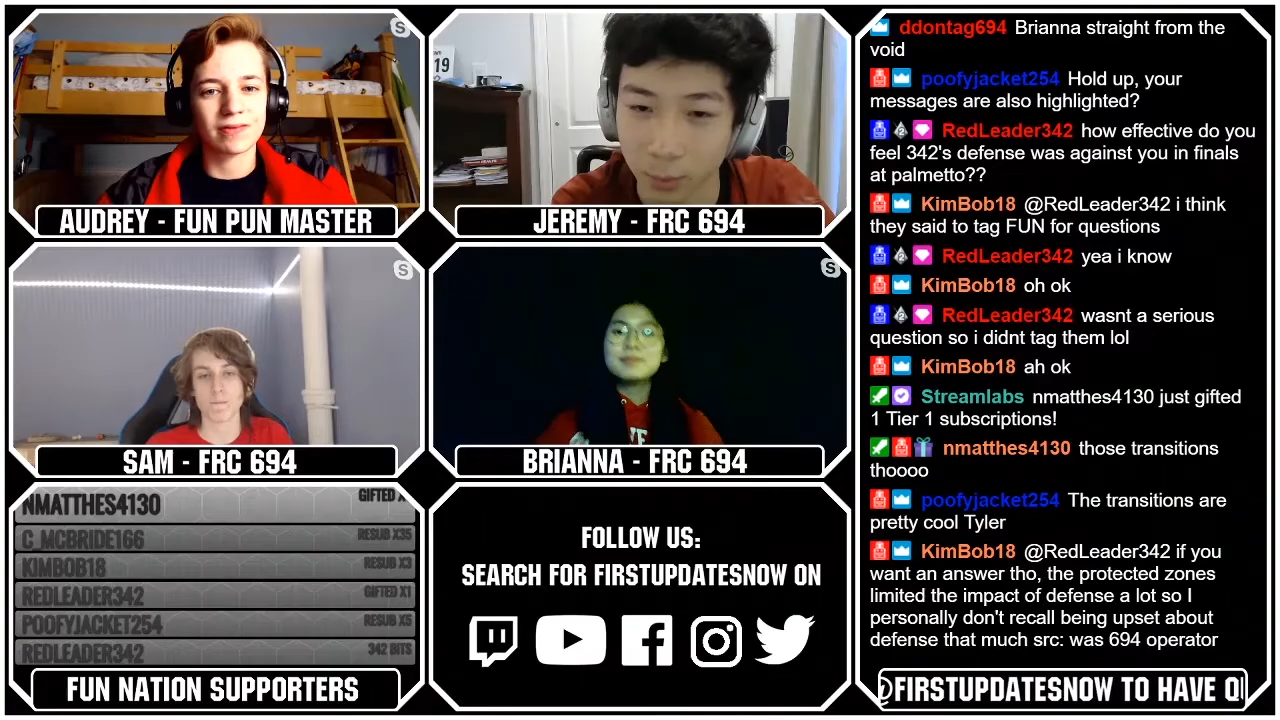 19
AUDREY - FUN PUN MASTER
JEREMY - FRC 694
SAM - FRC 694
BRIANNA - FRC 694
NMATTHES4130 GIFTED X
C_MCBRIDE166 RESUB X35
KIMBOB18 RESUB X3
REDLEADER342 GIFTED X1
POOFYJACKET254 RESUB X5
REDLEADER342 342 BITS
FUN NATION SUPPORTERS
FOLLOW US:
SEARCH FOR FIRSTUPDATESNOW ON
ddontag694 Brianna straight from the
void
poofyjacket254 Hold up, your
messages are also highlighted?
RedLeader342 how effective do you
feel 342's defense was against you in finals
at palmetto??
KimBob18 @RedLeader342 i think
they said to tag FUN for questions
RedLeader342 yea i know
KimBob18 oh ok
RedLeader342 wasnt a serious
question so i didnt tag them lol
KimBob18 ah ok
Streamlabs nmatthes4130 just gifted
1 Tier 1 subscriptions!
nmatthes4130 those transitions
thoooo
poofyjacket254 The transitions are
pretty cool Tyler
KimBob18 @RedLeader342 if you
want an answer tho, the protected zones
limited the impact of defense a lot so I
personally don't recall being upset about
defense that much src: was 694 operator
@FIRSTUPDATESNOW TO HAVE Q